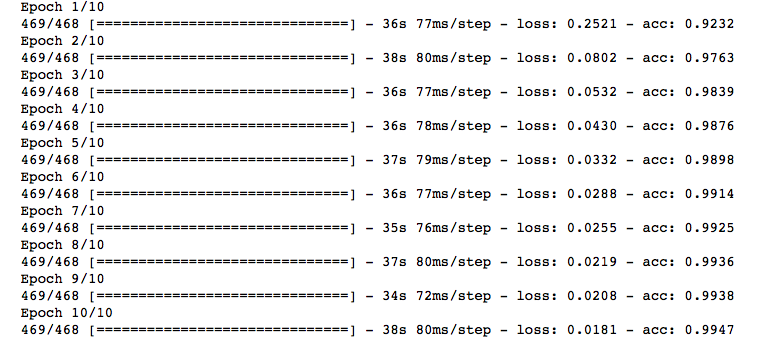 Epoch 1/10
469/468 [==============================] - 36s 77ms/step - loss: 0.2521 - acc: 0.9232
Epoch 2/10
469/468 [==============================] - 38s 80ms/step - loss: 0.0802 - acc: 0.9763
Epoch 3/10
469/468 [==============================] - 36s 77ms/step - loss: 0.0532 - acc: 0.9839
Epoch 4/10
469/468 [==============================] - 36s 78ms/step - loss: 0.0430 - acc: 0.9876
Epoch 5/10
469/468 [==============================] - 37s 79ms/step - loss: 0.0332 - acc: 0.9898
Epoch 6/10
469/468 [==============================] - 36s 77ms/step - loss: 0.0288 - acc: 0.9914
Epoch 7/10
469/468 [==============================] - 35s 76ms/step - loss: 0.0255 - acc: 0.9925
Epoch 8/10
469/468 [==============================] - 37s 80ms/step - loss: 0.0219 - acc: 0.9936
Epoch 9/10
469/468 [==============================] - 34s 72ms/step - loss: 0.0208 - acc: 0.9938
Epoch 10/10
469/468 [==============================] - 38s 80ms/step - loss: 0.0181 - acc: 0.9947